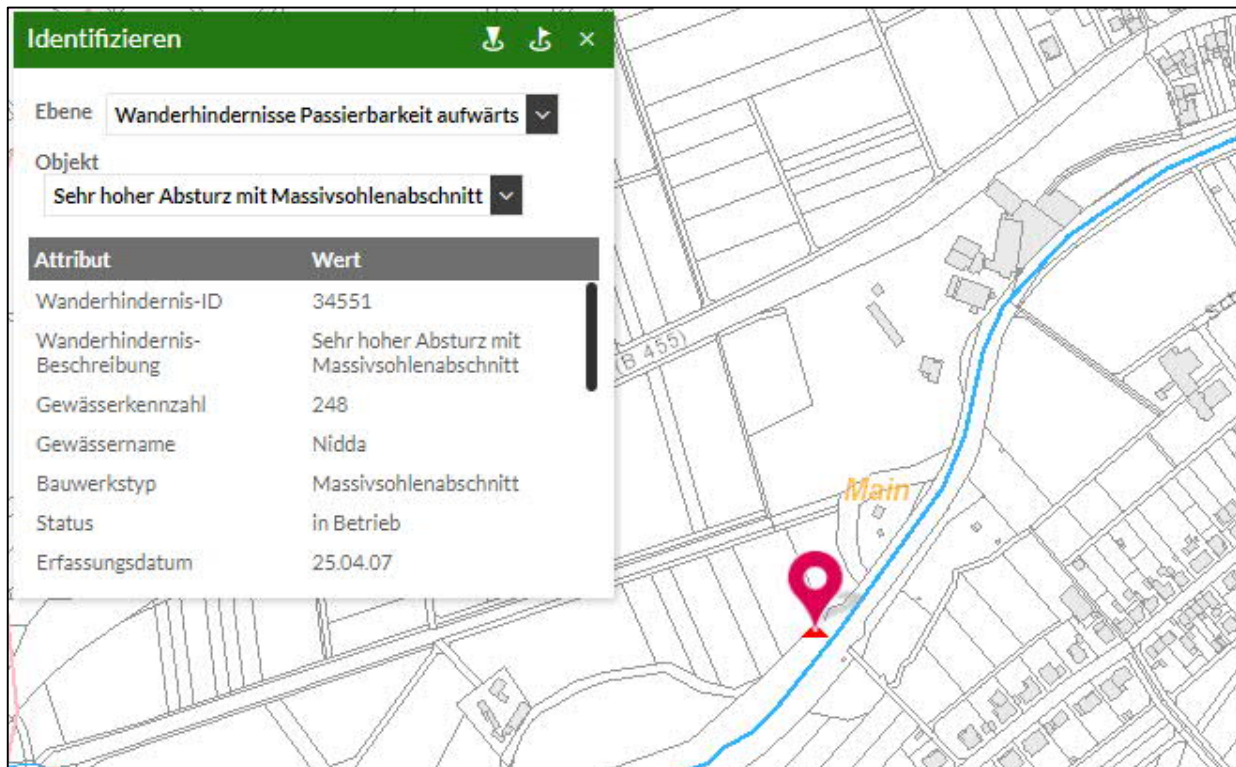 Identifizieren
Ebene Wanderhindernisse Passierbarkeit aufwärts
Objekt
Sehr hoher Absturz mit Massivsohlenabschnitt
Attribut Wert
Wanderhindernis-ID 34551
Wanderhindernis-Beschreibung Sehr hoher Absturz mit Massivsohlenabschnitt
Gewässerkennzahl 248
Gewässername Nidda
Bauwerkstyp Massivsohlenabschnitt
Status in Betrieb
Erfassungsdatum 25.04.07
(B 455)
Main